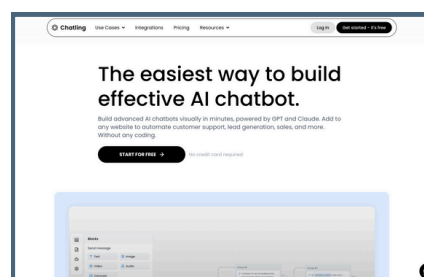 Chatling
Use Cases Integrations Pricing Resources
Log in
Get started - it's free
The easiest way to build
effective AI chatbot.
Build advanced AI chatbots visually in minutes, powered by GPT and Claude. Add to
any website to automate customer support, lead generation, sales, and more.
Without any coding.
START FOR FREE →
No credit card required
Blocks
Send message
Text Image
Video Audio
Carousel